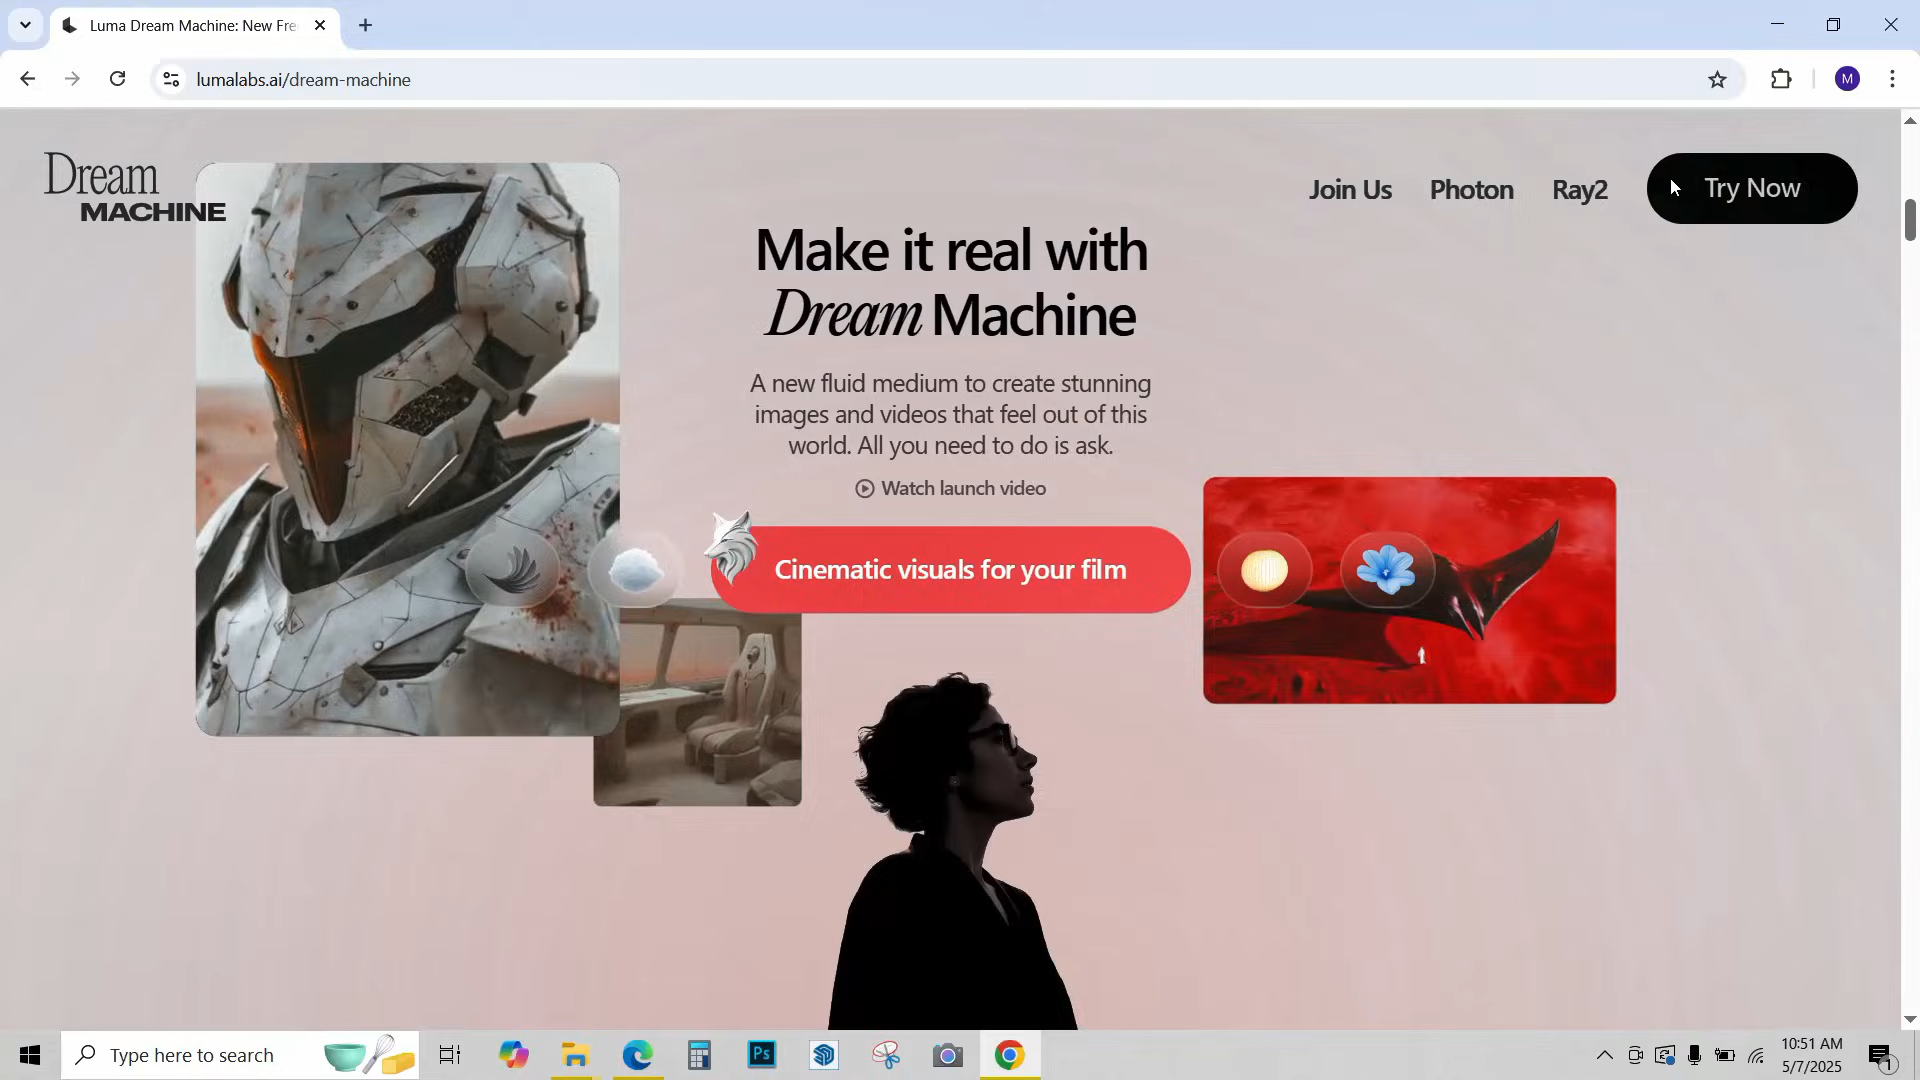 Luma Dream Machine: New Fre
lumalabs.ai/dream-machine
M
Dream
MACHINE
Join Us
Photon
Ray2
Try Now
Make it real with
Dream Machine
A new fluid medium to create stunning
images and videos that feel out of this
world. All you need to do is ask.
Watch launch video
Cinematic visuals for your film
Type here to search
Ps
10:51 AM
5/7/2025
1